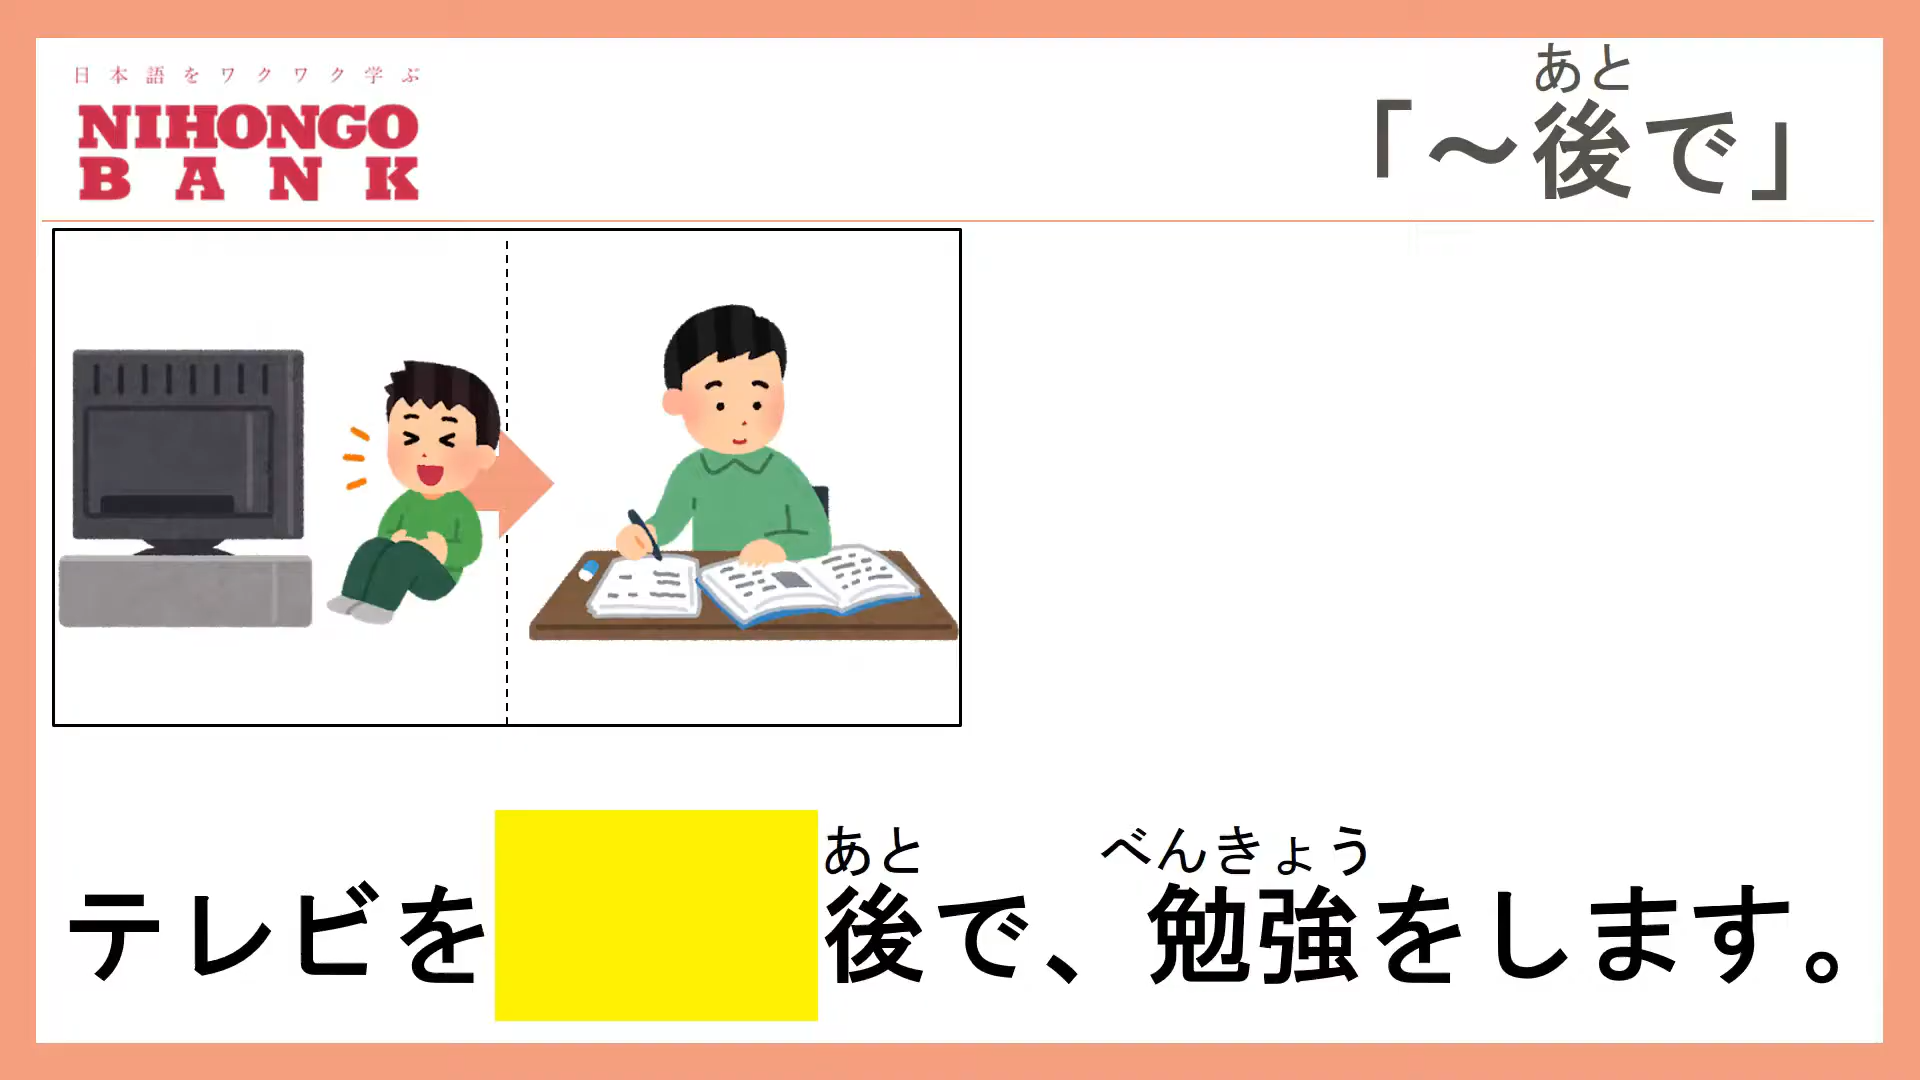 日本語をワクワク学ぶ
NIHONGO
BANK
あと
「～後で」
あと べんきょう
テレビを 後で、勉強をします。